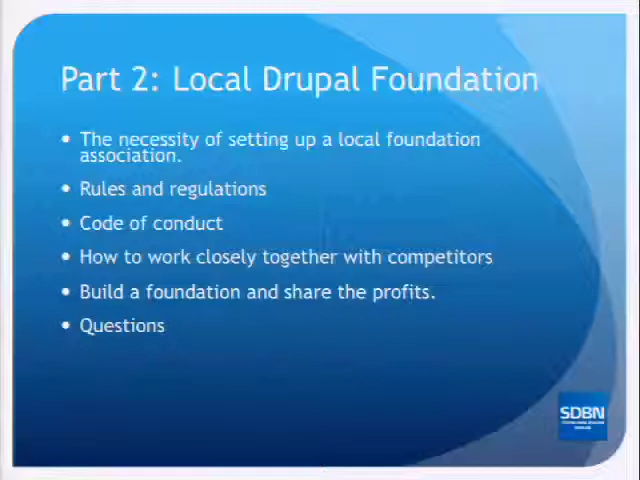 Part 2: Local Drupal Foundation
The necessity of setting up a local foundation
association.
Rules and regulations
Code of conduct
How to work closely together with competitors
Build a foundation and share the profits.
Questions
SDBN